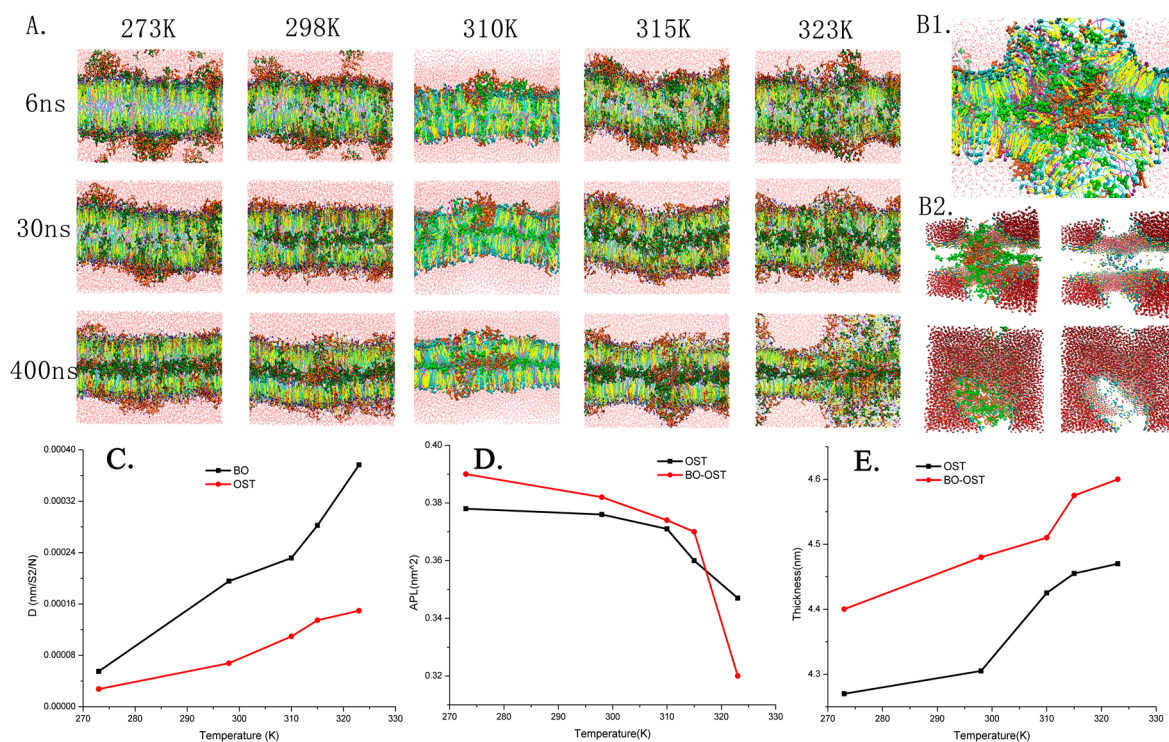 A. 273K 298K 310K 315K 323K B1.
6ns
30ns
B2.
400ns
C.
BO
OST
0.00040
0.00032
0.00024
0.00016
0.00008
0.00000
D (nm/S2/N)
270 280 290 300 310 320 330
Temperature (K)
D.
OST
BO-OST
0.40
0.38
0.36
0.34
0.32
APL(nm^2)
270 280 290 300 310 320 330
Temperature(K)
E.
OST
BO-OST
4.6
4.5
4.4
4.3
Thickness(nm)
270 280 290 300 310 320 330
Temperature(K)